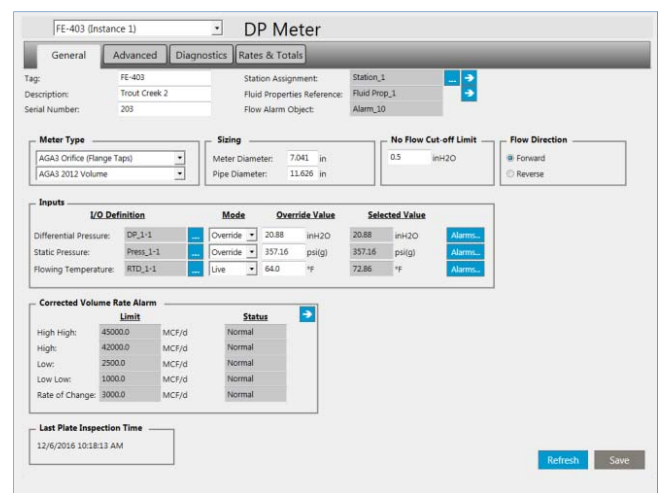 FE-403 (Instance 1) DP Meter
General Advanced Diagnostics Rates & Totals
Tag: FE-403 Station Assignment: Station_1 ...
Description: Trout Creek 2 Fluid Properties Reference: Fluid Prop_1
Serial Number: 203 Flow Alarm Object: Alarm_10
Meter Type Sizing No Flow Cut-off Limit Flow Direction
AGA3 Orifice (Flange Taps) Meter Diameter: 7.041 in 0.5 inH2O Forward
AGA3 2012 Volume Pipe Diameter: 11.626 in Reverse
Inputs
I/O Definition Mode Override Value Selected Value
Differential Pressure: DP_1-1 ... Override 20.88 inH2O 20.88 inH2O Alarms...
Static Pressure: Press_1-1 ... Override 357.16 psi(g) 357.16 psi(g) Alarms...
Flowing Temperature: RTD_1-1 ... Live 64.0 °F 72.86 °F Alarms...
Corrected Volume Rate Alarm
Limit Status
High High: 45000.0 MCF/d Normal
High: 42000.0 MCF/d Normal
Low: 2500.0 MCF/d Normal
Low Low: 1000.0 MCF/d Normal
Rate of Change: 3000.0 MCF/d Normal
Last Plate Inspection Time
12/6/2016 10:18:13 AM
Refresh Save